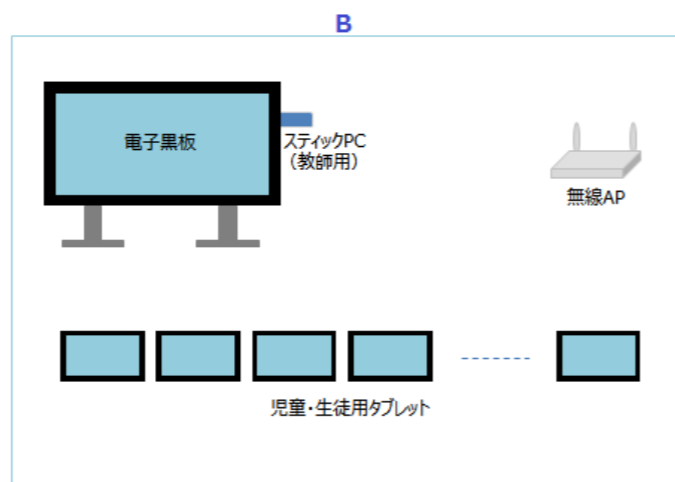 B
電子黒板
スティックPC
（教師用）
無線AP
児童・生徒用タブレット